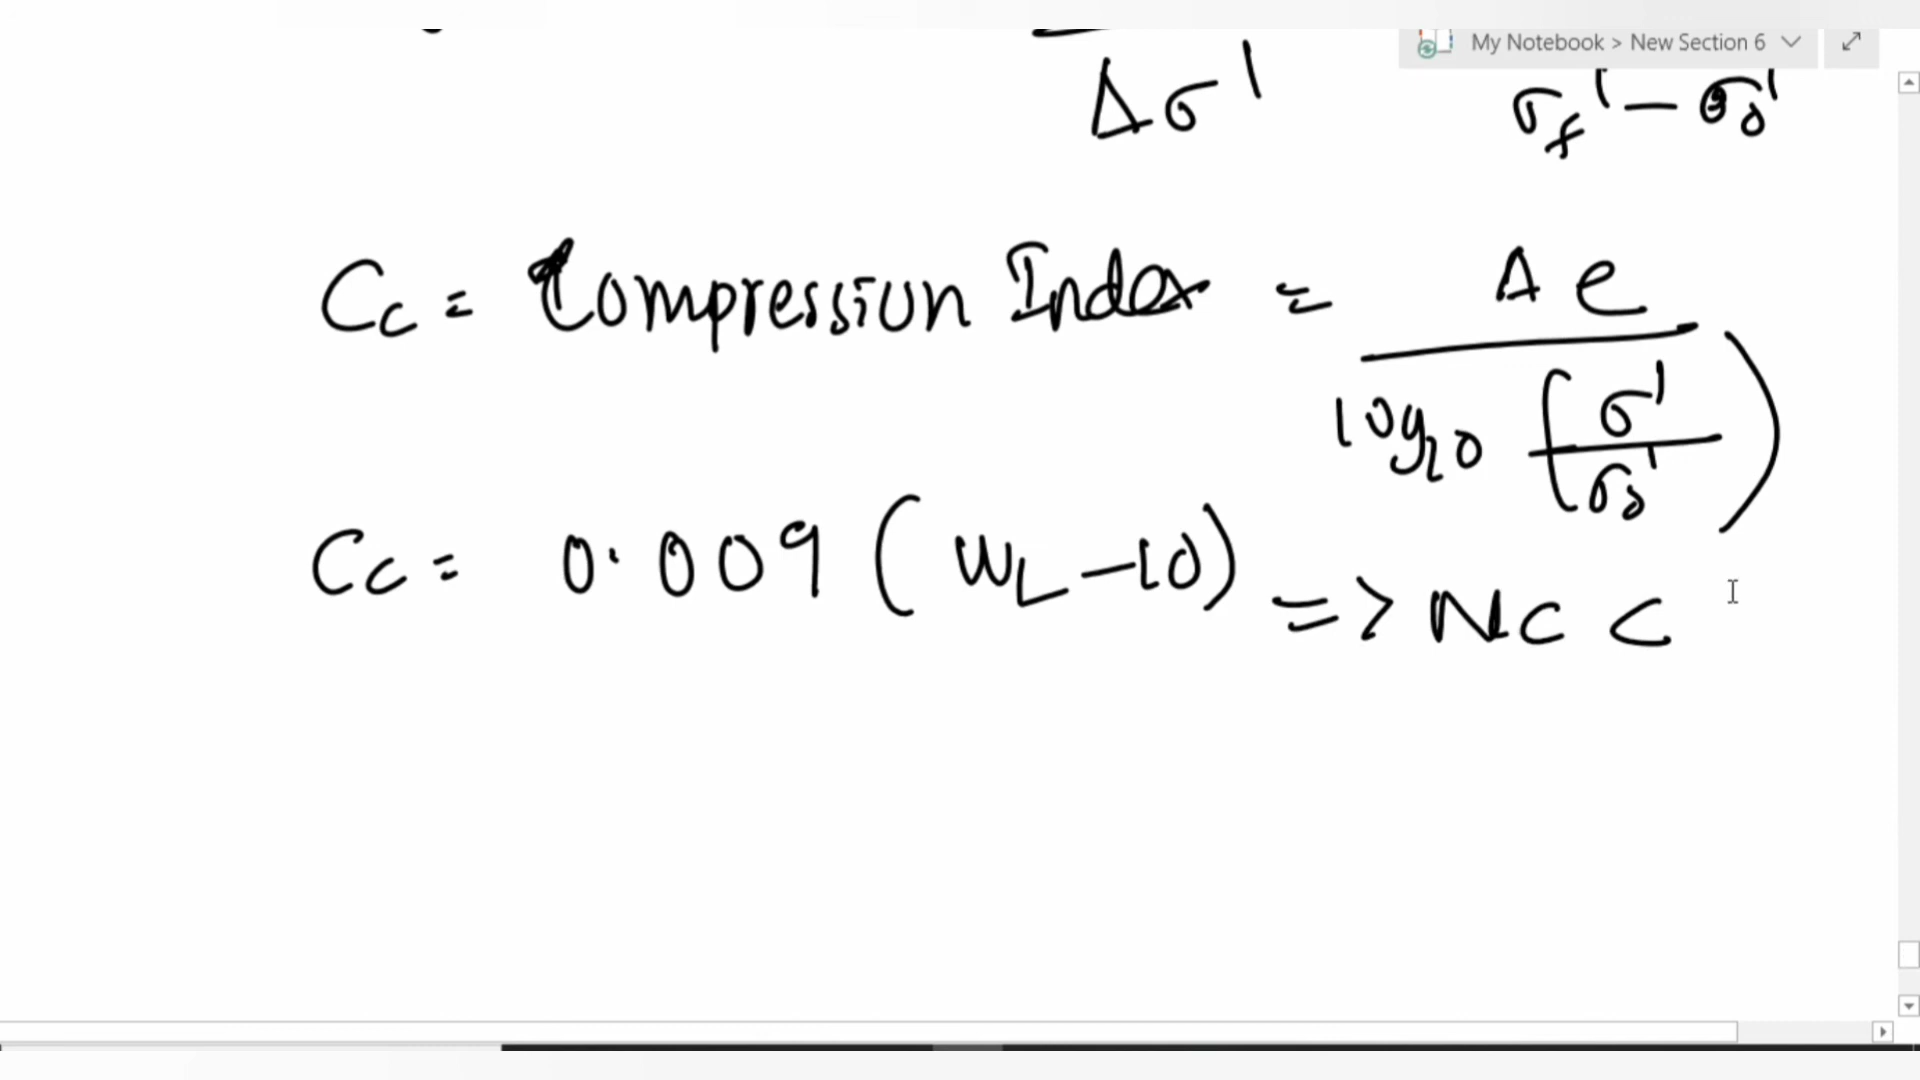 My Notebook > New Section 6
Δσ' σf' − σo'
Cc = Compression Index = Δe
log10 (σ'
σo')
Cc = 0.009 (WL − 10) => NCC